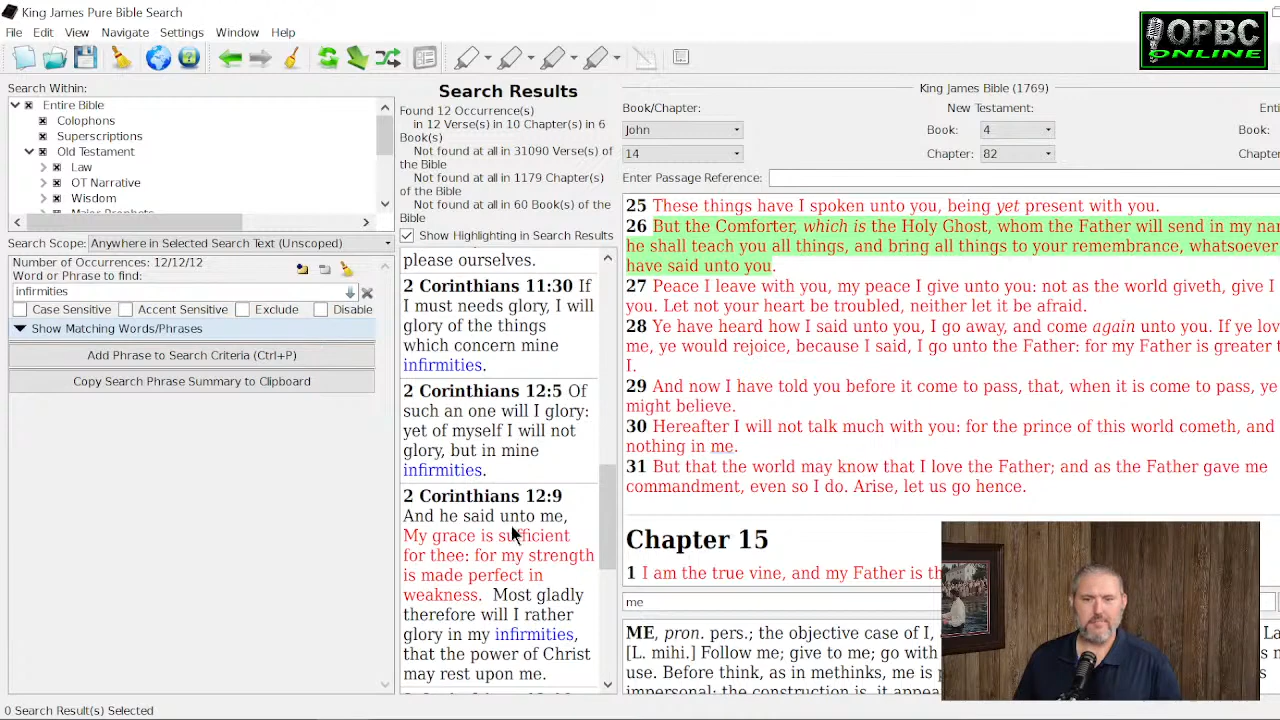 King James Pure Bible Search
File Edit View Navigate Settings Window Help
OPBC
ONLINE
Search Within:
Entire Bible
Colophons
Superscriptions
Old Testament
Law
OT Narrative
Wisdom
Search Scope: Anywhere in Selected Search Text (Unscoped)
Number of Occurrences: 12/12/12
Word or Phrase to find:
infirmities
Case Sensitive Accent Sensitive Exclude Disable
Show Matching Words/Phrases
Add Phrase to Search Criteria (Ctrl+P)
Copy Search Phrase Summary to Clipboard
Search Results
Found 12 Occurrence(s)
in 12 Verse(s) in 10 Chapter(s) in 6
Book(s)
Not found at all in 31090 Verse(s) of
the Bible
Not found at all in 1179 Chapter(s)
of the Bible
Not found at all in 60 Book(s) of the
Bible
Show Highlighting in Search Results
please ourselves.
2 Corinthians 11:30 If
I must needs glory, I will
glory of the things
which concern mine
infirmities.
2 Corinthians 12:5 Of
such an one will I glory:
yet of myself I will not
glory, but in mine
infirmities.
2 Corinthians 12:9
And he said unto me,
My grace is sufficient
for thee: for my strength
is made perfect in
weakness. Most gladly
therefore will I rather
glory in my infirmities,
that the power of Christ
may rest upon me.
King James Bible (1769)
Book/Chapter: New Testament:
John Book: 4 Book:
14 Chapter: 82 Chapter
Enter Passage Reference:
25 These things have I spoken unto you, being yet present with you.
26 But the Comforter, which is the Holy Ghost, whom the Father will send in my
he shall teach you all things, and bring all things to your remembrance, whatsoever
have said unto you.
27 Peace I leave with you, my peace I give unto you: not as the world giveth, give I
you. Let not your heart be troubled, neither let it be afraid.
28 Ye have heard how I said unto you, I go away, and come again unto you. If ye
me, ye would rejoice, because I said, I go unto the Father: for my Father is greater
I.
29 And now I have told you before it come to pass, that, when it is come to pass, ye
might believe.
30 Hereafter I will not talk much with you: for the prince of this world cometh, and
nothing in me.
31 But that the world may know that I love the Father; and as the Father gave me
commandment, even so I do. Arise, let us go hence.
Chapter 15
1 I am the true vine, and my Father is
me
ME, pron. pers.; the objective case of I,
[L. mihi.] Follow me; give to me; go with
use. Before think, as in methinks, me is
impersonal; the construction is, it
0 Search Result(s) Selected